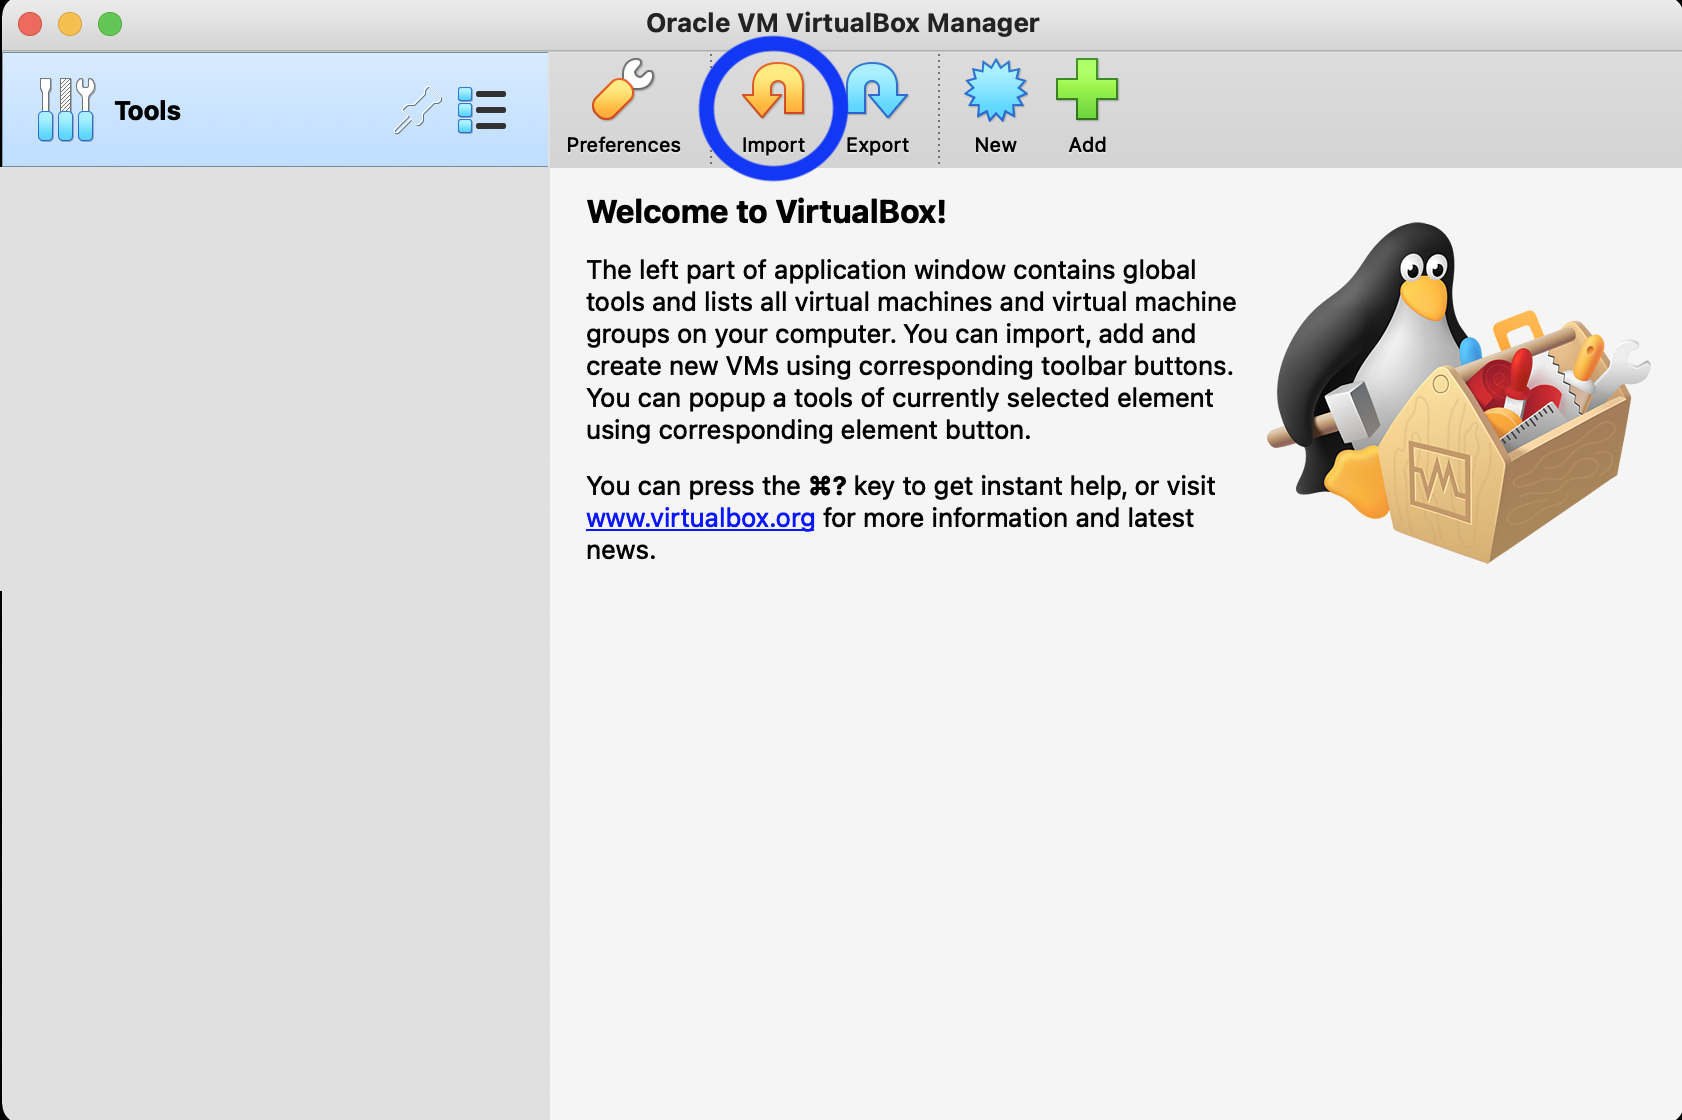 Oracle VM VirtualBox Manager
Tools
Preferences
Import
Export
New
Add
Welcome to VirtualBox!
The left part of application window contains global
tools and lists all virtual machines and virtual machine
groups on your computer. You can import, add and
create new VMs using corresponding toolbar buttons.
You can popup a tools of currently selected element
using corresponding element button.
You can press the ⌘? key to get instant help, or visit
www.virtualbox.org for more information and latest
news.